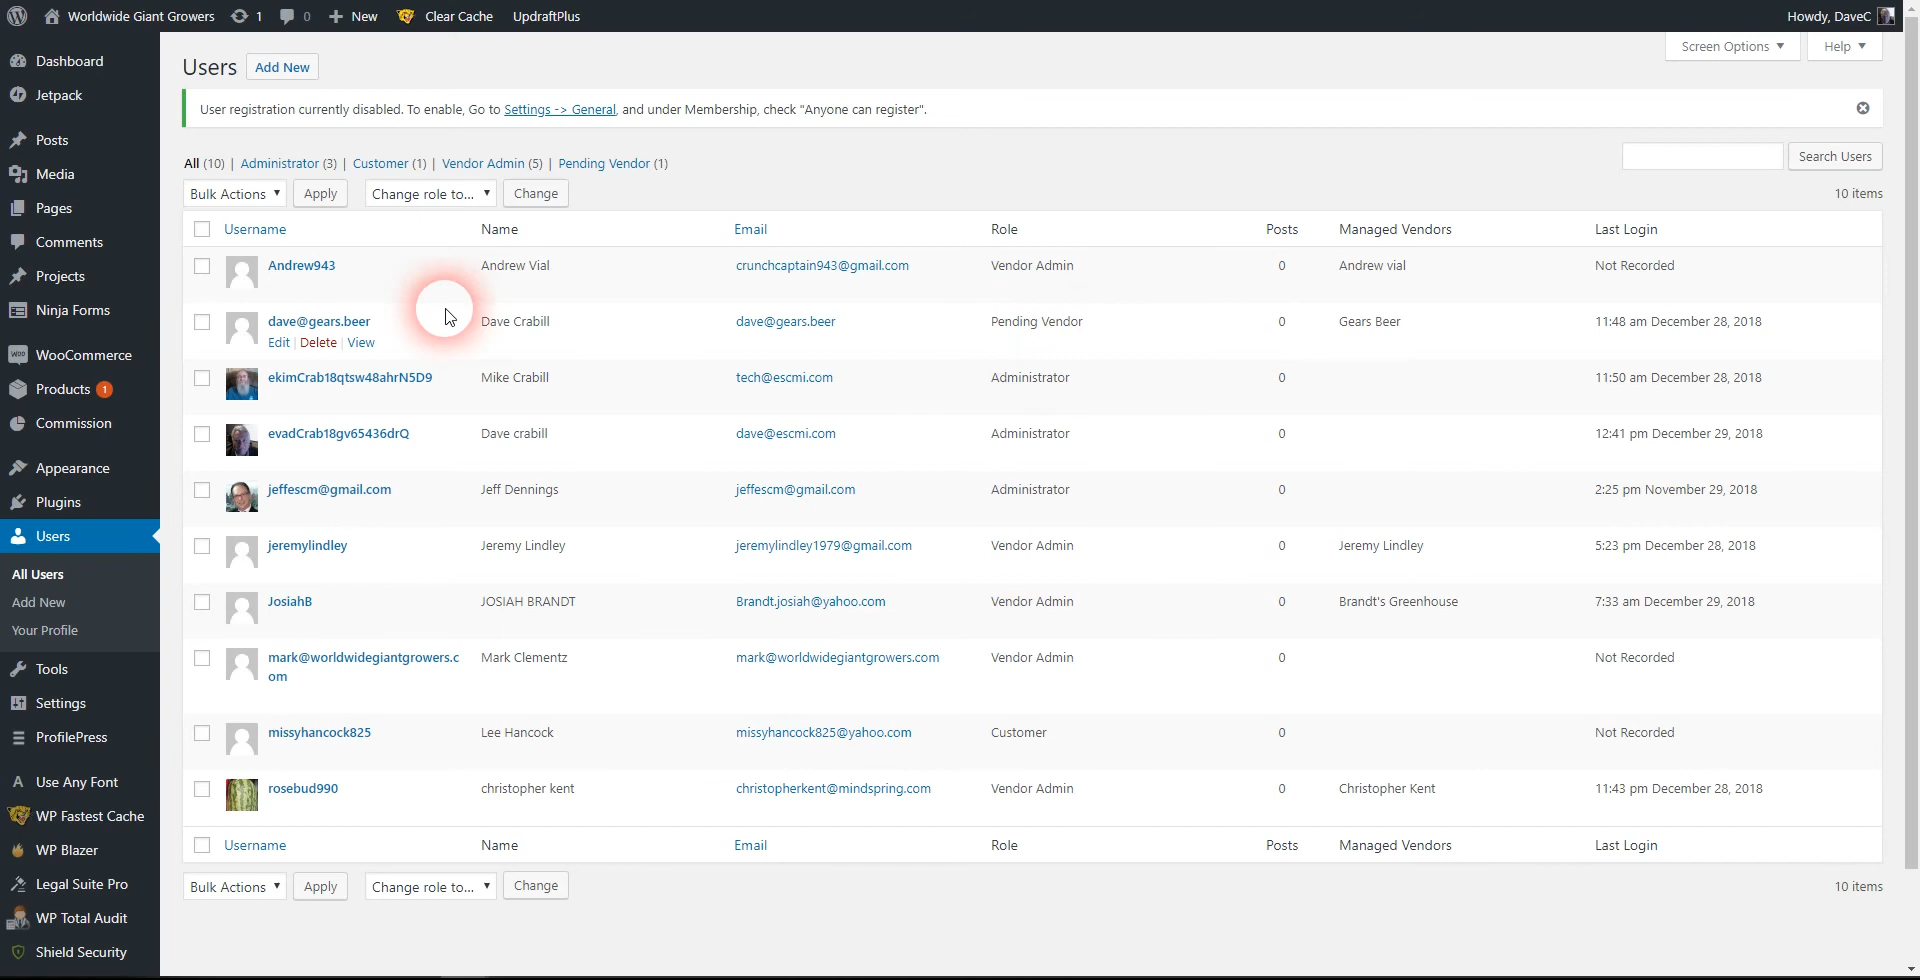 Worldwide Giant Growers 1 0 New Clear Cache UpdraftPlus Howdy, DaveC
Screen Options Help
Dashboard
Jetpack
Posts
Media
Pages
Comments
Projects
Ninja Forms
WooCommerce
Products 1
Commission
Appearance
Plugins
Users
All Users
Add New
Your Profile
Tools
Settings
ProfilePress
Use Any Font
WP Fastest Cache
WP Blazer
Legal Suite Pro
WP Total Audit
Shield Security
Users Add New
User registration currently disabled. To enable, Go to Settings -> General, and under Membership, check "Anyone can register".
All (10) | Administrator (3) | Customer (1) | Vendor Admin (5) | Pending Vendor (1)
Search Users
Bulk Actions Apply Change role to... Change 10 items
Username Name Email Role Posts Managed Vendors Last Login
Andrew943 Andrew Vial crunchcaptain943@gmail.com Vendor Admin 0 Andrew vial Not Recorded
dave@gears.beer Dave Crabill dave@gears.beer Pending Vendor 0 Gears Beer 11:48 am December 28, 2018
Edit | Delete | View
ekimCrab18qtsw48ahrN5D9 Mike Crabill tech@escmi.com Administrator 0 11:50 am December 28, 2018
evadCrab18gv65436drQ Dave crabill dave@escmi.com Administrator 0 12:41 pm December 29, 2018
jeffescm@gmail.com Jeff Dennings jeffescm@gmail.com Administrator 0 2:25 pm November 29, 2018
jeremylindley Jeremy Lindley jeremylindley1979@gmail.com Vendor Admin 0 Jeremy Lindley 5:23 pm December 28, 2018
JosiahB JOSIAH BRANDT Brandt.josiah@yahoo.com Vendor Admin 0 Brandt's Greenhouse 7:33 am December 29, 2018
mark@worldwidegiantgrowers.c Mark Clementz mark@worldwidegiantgrowers.com Vendor Admin 0 Not Recorded
om
missyhancock825 Lee Hancock missyhancock825@yahoo.com Customer 0 Not Recorded
rosebud990 christopher kent christopherkent@mindspring.com Vendor Admin 0 Christopher Kent 11:43 pm December 28, 2018
Username Name Email Role Posts Managed Vendors Last Login
Bulk Actions Apply Change role to... Change 10 items